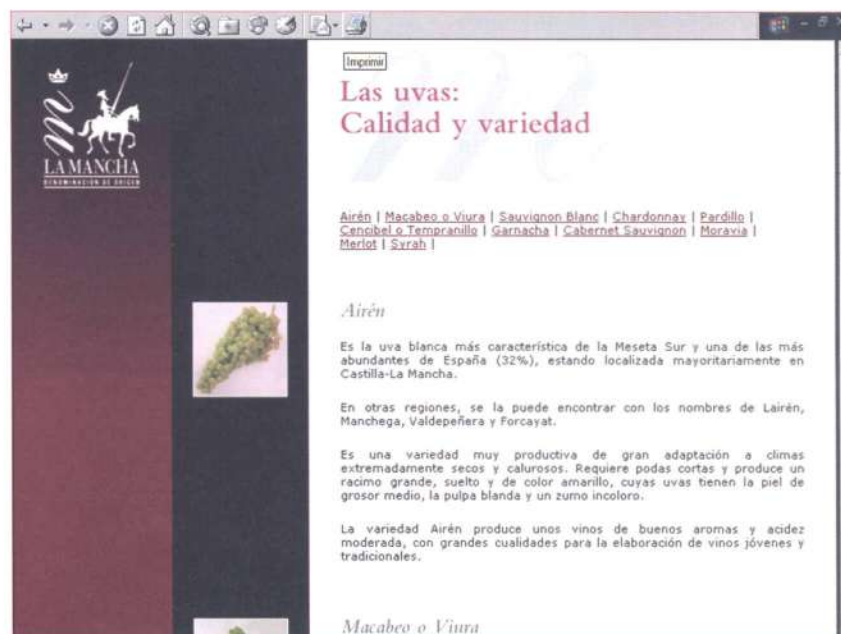 Imprimir
Las uvas:
Calidad y variedad
LA MANCHA
DENOMINACIÓN DE ORIGEN
Airén | Macabeo o Viura | Sauvignon Blanc | Chardonnay | Pardillo |
Cencibel o Tempranillo | Garnacha | Cabernet Sauvignon | Moravia |
Merlot | Syrah |
Airén
Es la uva blanca más característica de la Meseta Sur y una de las más
abundantes de España (32%), estando localizada mayoritariamente en
Castilla-La Mancha.
En otras regiones, se la puede encontrar con los nombres de Lairén,
Manchega, Valdepeñera y Forcayat.
Es una variedad muy productiva de gran adaptación a climas
extremadamente secos y calurosos. Requiere podas cortas y produce un
racimo grande, suelto y de color amarillo, cuyas uvas tienen la piel de
grosor medio, la pulpa blanda y un zumo incoloro.
La variedad Airén produce unos vinos de buenos aromas y acidez
moderada, con grandes cualidades para la elaboración de vinos jóvenes y
tradicionales.
Macabeo o Viura